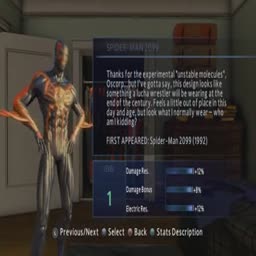 SPIDER-MAN 2099
Thanks for the experimental "unstable molecules",
Oscorp... but I've gotta say, this design looks like
something a lucha wrestler will be wearing at the
end of the century. Feels a little out of place in this
day and age, but look what I normally wear – who
am I kidding?
FIRST APPEARED: Spider-Man 2099 (1992)
1
Damage Res. +12%
Damage Bonus +8%
Electric Res. +12%
Previous/Next Select Back Stats Description